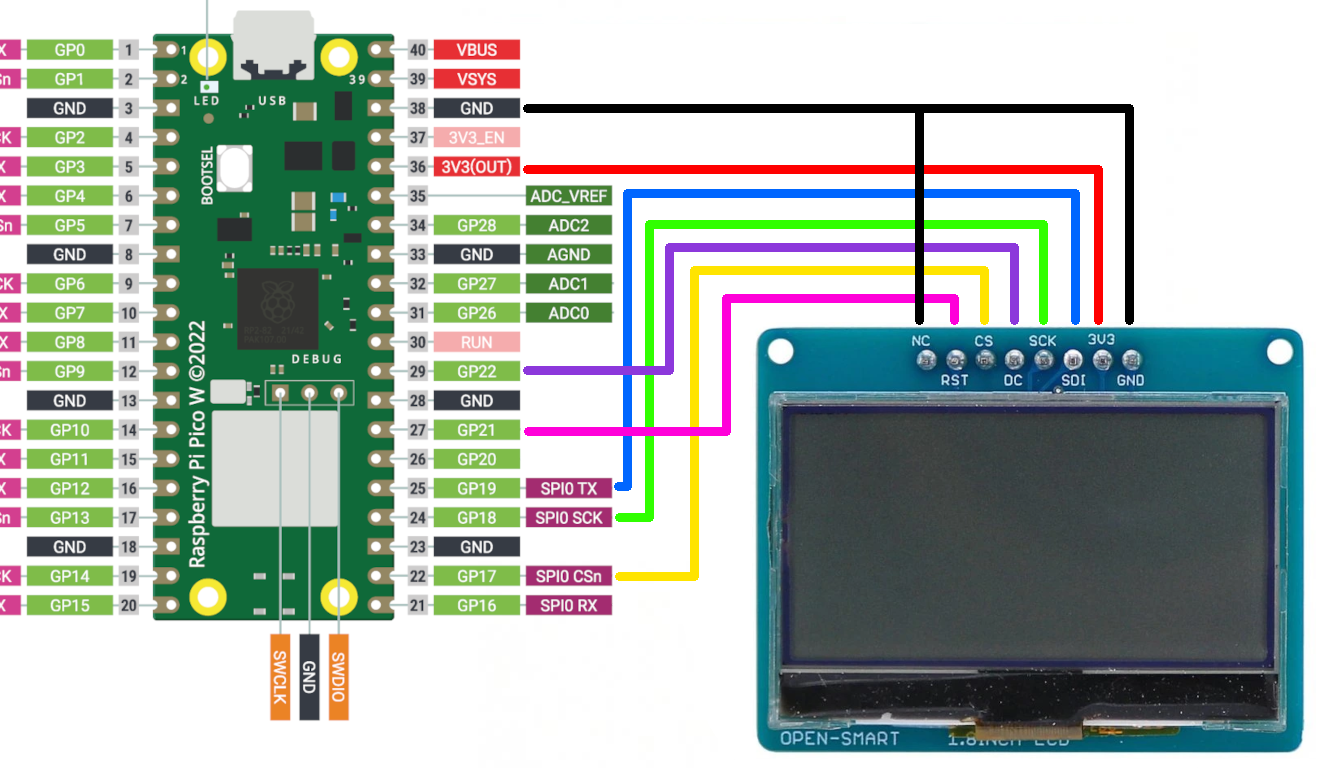 X GP0 1
Sn GP1 2
GND 3
CK GP2 4
X GP3 5
X GP4 6
Sn GP5 7
GND 8
CK GP6 9
X GP7 10
X GP8 11
Sn GP9 12
GND 13
CK GP10 14
X GP11 15
X GP12 16
Sn GP13 17
GND 18
CK GP14 19
X GP15 20
1
2
39
LED
USB
BOOTSEL
DEBUG
Raspberry Pi Pico W ©2022
SWCLK
GND
SWDIO
40 VBUS
39 VSYS
38 GND
37 3V3_EN
36 3V3(OUT)
35 ADC_VREF
34 GP28 ADC2
33 GND AGND
32 GP27 ADC1
31 GP26 ADC0
30 RUN
29 GP22
28 GND
27 GP21
26 GP20
25 GP19 SPI0 TX
24 GP18 SPI0 SCK
23 GND
22 GP17 SPI0 CSn
21 GP16 SPI0 RX
NC CS SCK 3V3
RST DC SDI GND
OPEN-SMART 1.8INCH LCD